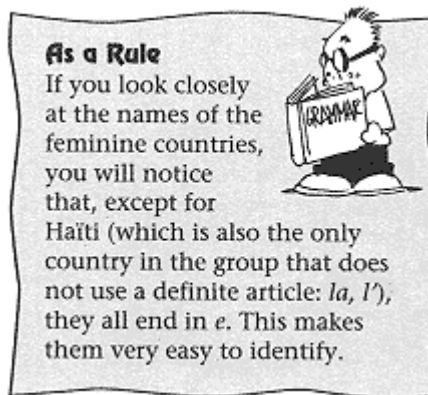 As a Rule
If you look closely
at the names of the
feminine countries,
you will notice
that, except for
Haïti (which is also the only
country in the group that does
not use a definite article: la, l’),
they all end in e. This makes
them very easy to identify.
GRAMMAR